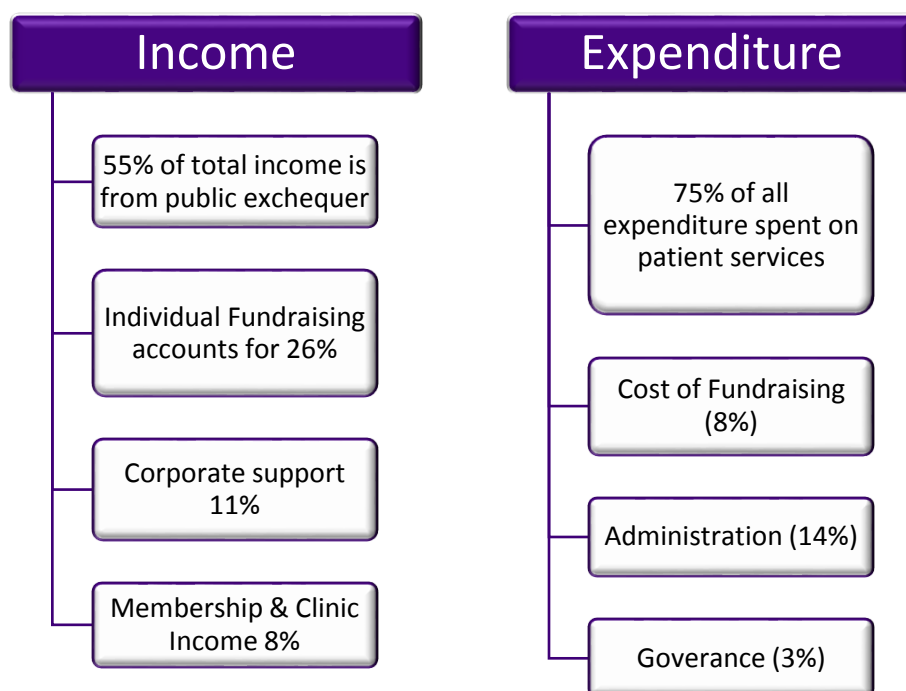 Income
55% of total income is
from public exchequer
Individual Fundraising
accounts for 26%
Corporate support
11%
Membership & Clinic
Income 8%
Expenditure
75% of all
expenditure spent on
patient services
Cost of Fundraising
(8%)
Administration (14%)
Goverance (3%)